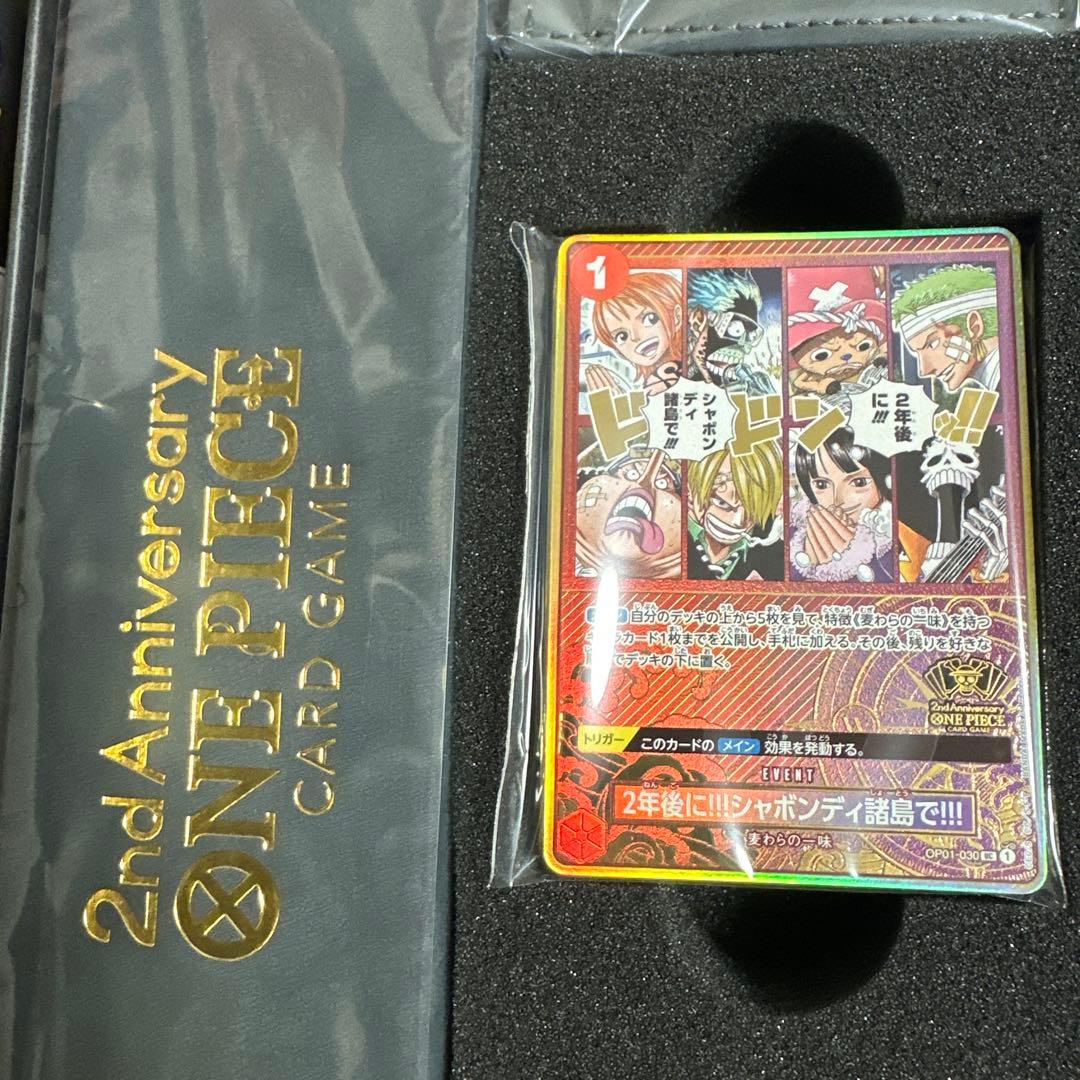 2nd Anniversary
ONE PIECE
CARD GAME
1
2年後に!!!
シャボンディ諸島で!!!
ドドン!!
自分のデッキの上から5枚を見て、特徴《麦わらの一味》を持つ
カード1枚までを公開し、手札に加える。その後、残りを好きな
でデッキの下に置く。
2nd Anniversary
ONE PIECE
CARD GAME
トリガー このカードの メイン 効果を発動する。
EVENT
2年後に!!!シャボンディ諸島で!!!
麦わらの一味
OP01-030 UC 1